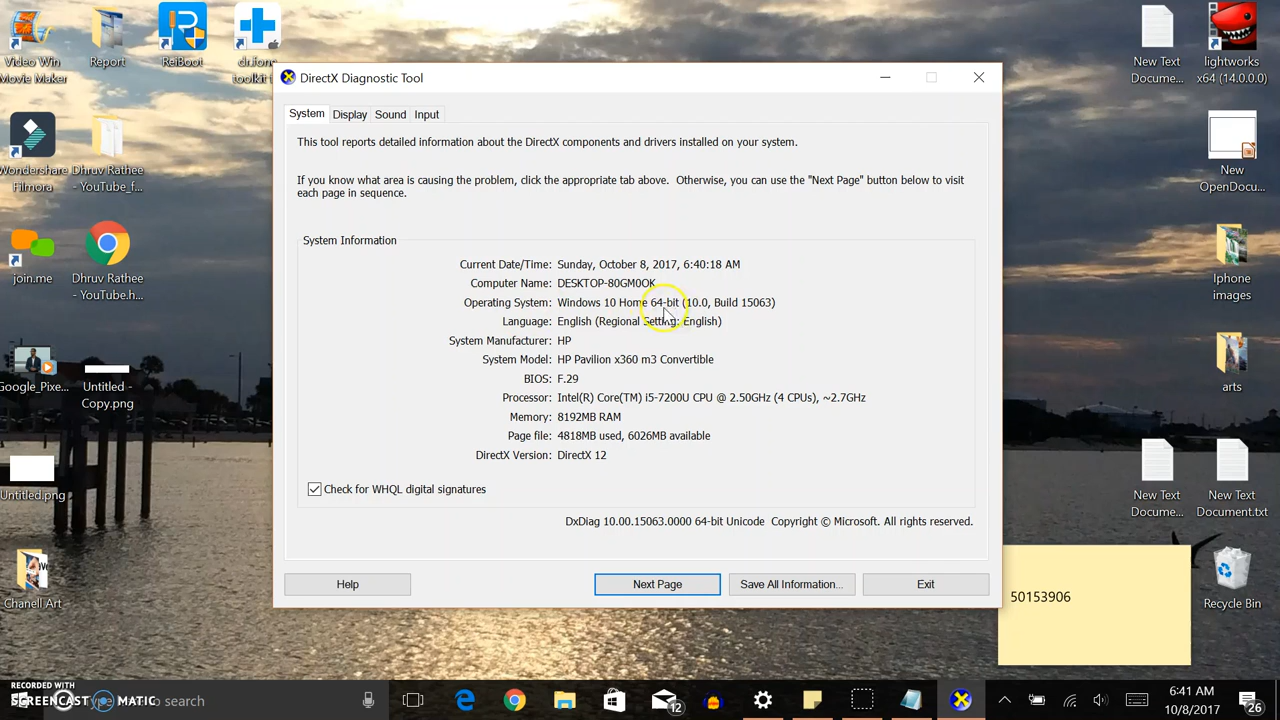 Video Win
Movie Maker
Report
ReiBoot
dr.fone
toolkit f...
Wondershare
Filmora
Dhruv Rathee
- YouTube_f...
join.me
Dhruv Rathee
- YouTube.h...
Google_Pixe...
Untitled -
Copy.png
Untitled.png
Chanell Art
DirectX Diagnostic Tool
System
Display
Sound
Input
This tool reports detailed information about the DirectX components and drivers installed on your system.
If you know what area is causing the problem, click the appropriate tab above.  Otherwise, you can use the "Next Page" button below to visit
each page in sequence.
System Information
Current Date/Time: Sunday, October 8, 2017, 6:40:18 AM
Computer Name: DESKTOP-80GM0OK
Operating System: Windows 10 Home 64-bit (10.0, Build 15063)
Language: English (Regional Setting: English)
System Manufacturer: HP
System Model: HP Pavilion x360 m3 Convertible
BIOS: F.29
Processor: Intel(R) Core(TM) i5-7200U CPU @ 2.50GHz (4 CPUs), ~2.7GHz
Memory: 8192MB RAM
Page file: 4818MB used, 6026MB available
DirectX Version: DirectX 12
Check for WHQL digital signatures
DxDiag 10.00.15063.0000 64-bit Unicode  Copyright © Microsoft. All rights reserved.
Help
Next Page
Save All Information...
Exit
New Text
Docume...
lightworks
x64 (14.0.0.0)
New
OpenDocu...
Iphone
images
arts
New Text
Docume...
New Text
Document.txt
50153906
Recycle Bin
RECORDED WITH
SCREENCAST MATIC
search
12
6:41 AM
10/8/2017
26